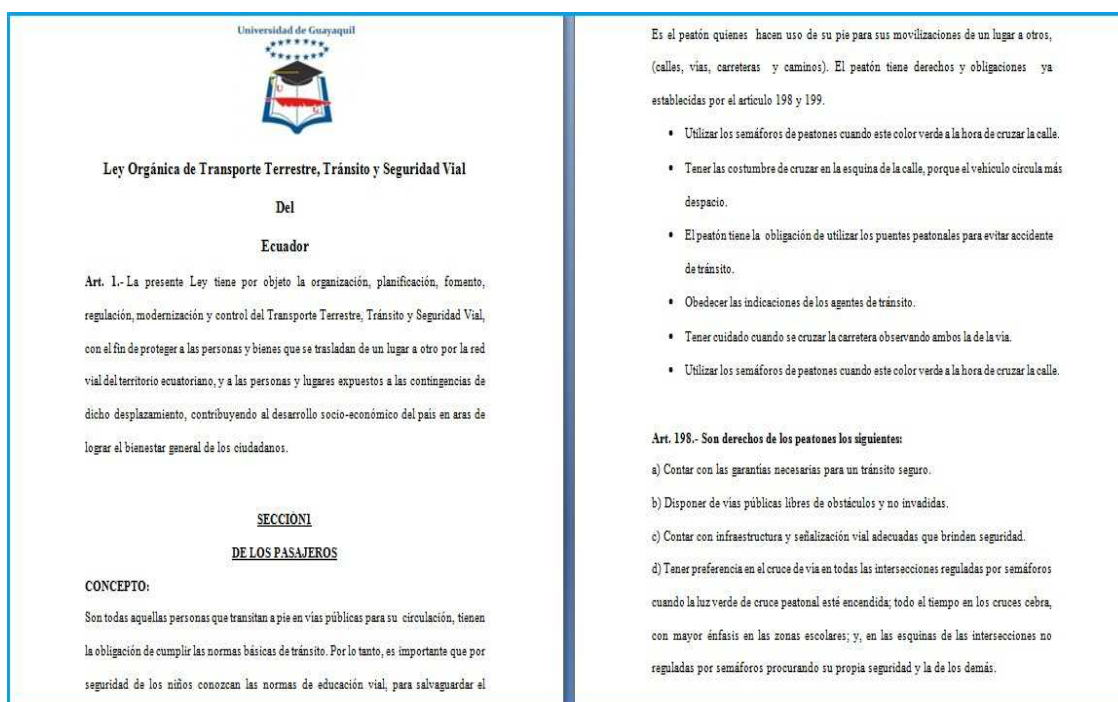 Universidad de Guayaquil
U
G
Ley Orgánica de Transporte Terrestre, Tránsito y Seguridad Vial
Del
Ecuador
Art. 1.- La presente Ley tiene por objeto la organización, planificación, fomento,
regulación, modernización y control del Transporte Terrestre, Tránsito y Seguridad Vial,
con el fin de proteger a las personas y bienes que se trasladan de un lugar a otro por la red
vial del territorio ecuatoriano, y a las personas y lugares expuestos a las contingencias de
dicho desplazamiento, contribuyendo al desarrollo socio-económico del país en aras de
lograr el bienestar general de los ciudadanos.
SECCIÓN1
DE LOS PASAJEROS
CONCEPTO:
Son todas aquellas personas que transitan a pie en vías públicas para su circulación, tienen
la obligación de cumplir las normas básicas de tránsito. Por lo tanto, es importante que por
seguridad de los niños conozcan las normas de educación vial, para salvaguardar el
Es el peatón quienes hacen uso de su pie para sus movilizaciones de un lugar a otros,
(calles, vías, carreteras y caminos). El peatón tiene derechos y obligaciones ya
establecidas por el artículo 198 y 199.
• Utilizar los semáforos de peatones cuando este color verde a la hora de cruzar la calle.
• Tener las costumbre de cruzar en la esquina de la calle, porque el vehículo circula más
despacio.
• El peatón tiene la obligación de utilizar los puentes peatonales para evitar accidente
de tránsito.
• Obedecer las indicaciones de los agentes de tránsito.
• Tener cuidado cuando se cruzar la carretera observando ambos la de la vía.
• Utilizar los semáforos de peatones cuando este color verde a la hora de cruzar la calle.
Art. 198.- Son derechos de los peatones los siguientes:
a) Contar con las garantías necesarias para un tránsito seguro.
b) Disponer de vías públicas libres de obstáculos y no invadidas.
c) Contar con infraestructura y señalización vial adecuadas que brinden seguridad.
d) Tener preferencia en el cruce de vía en todas las intersecciones reguladas por semáforos
cuando la luz verde de cruce peatonal esté encendida; todo el tiempo en los cruces cebra,
con mayor énfasis en las zonas escolares; y, en las esquinas de las intersecciones no
reguladas por semáforos procurando su propia seguridad y la de los demás.